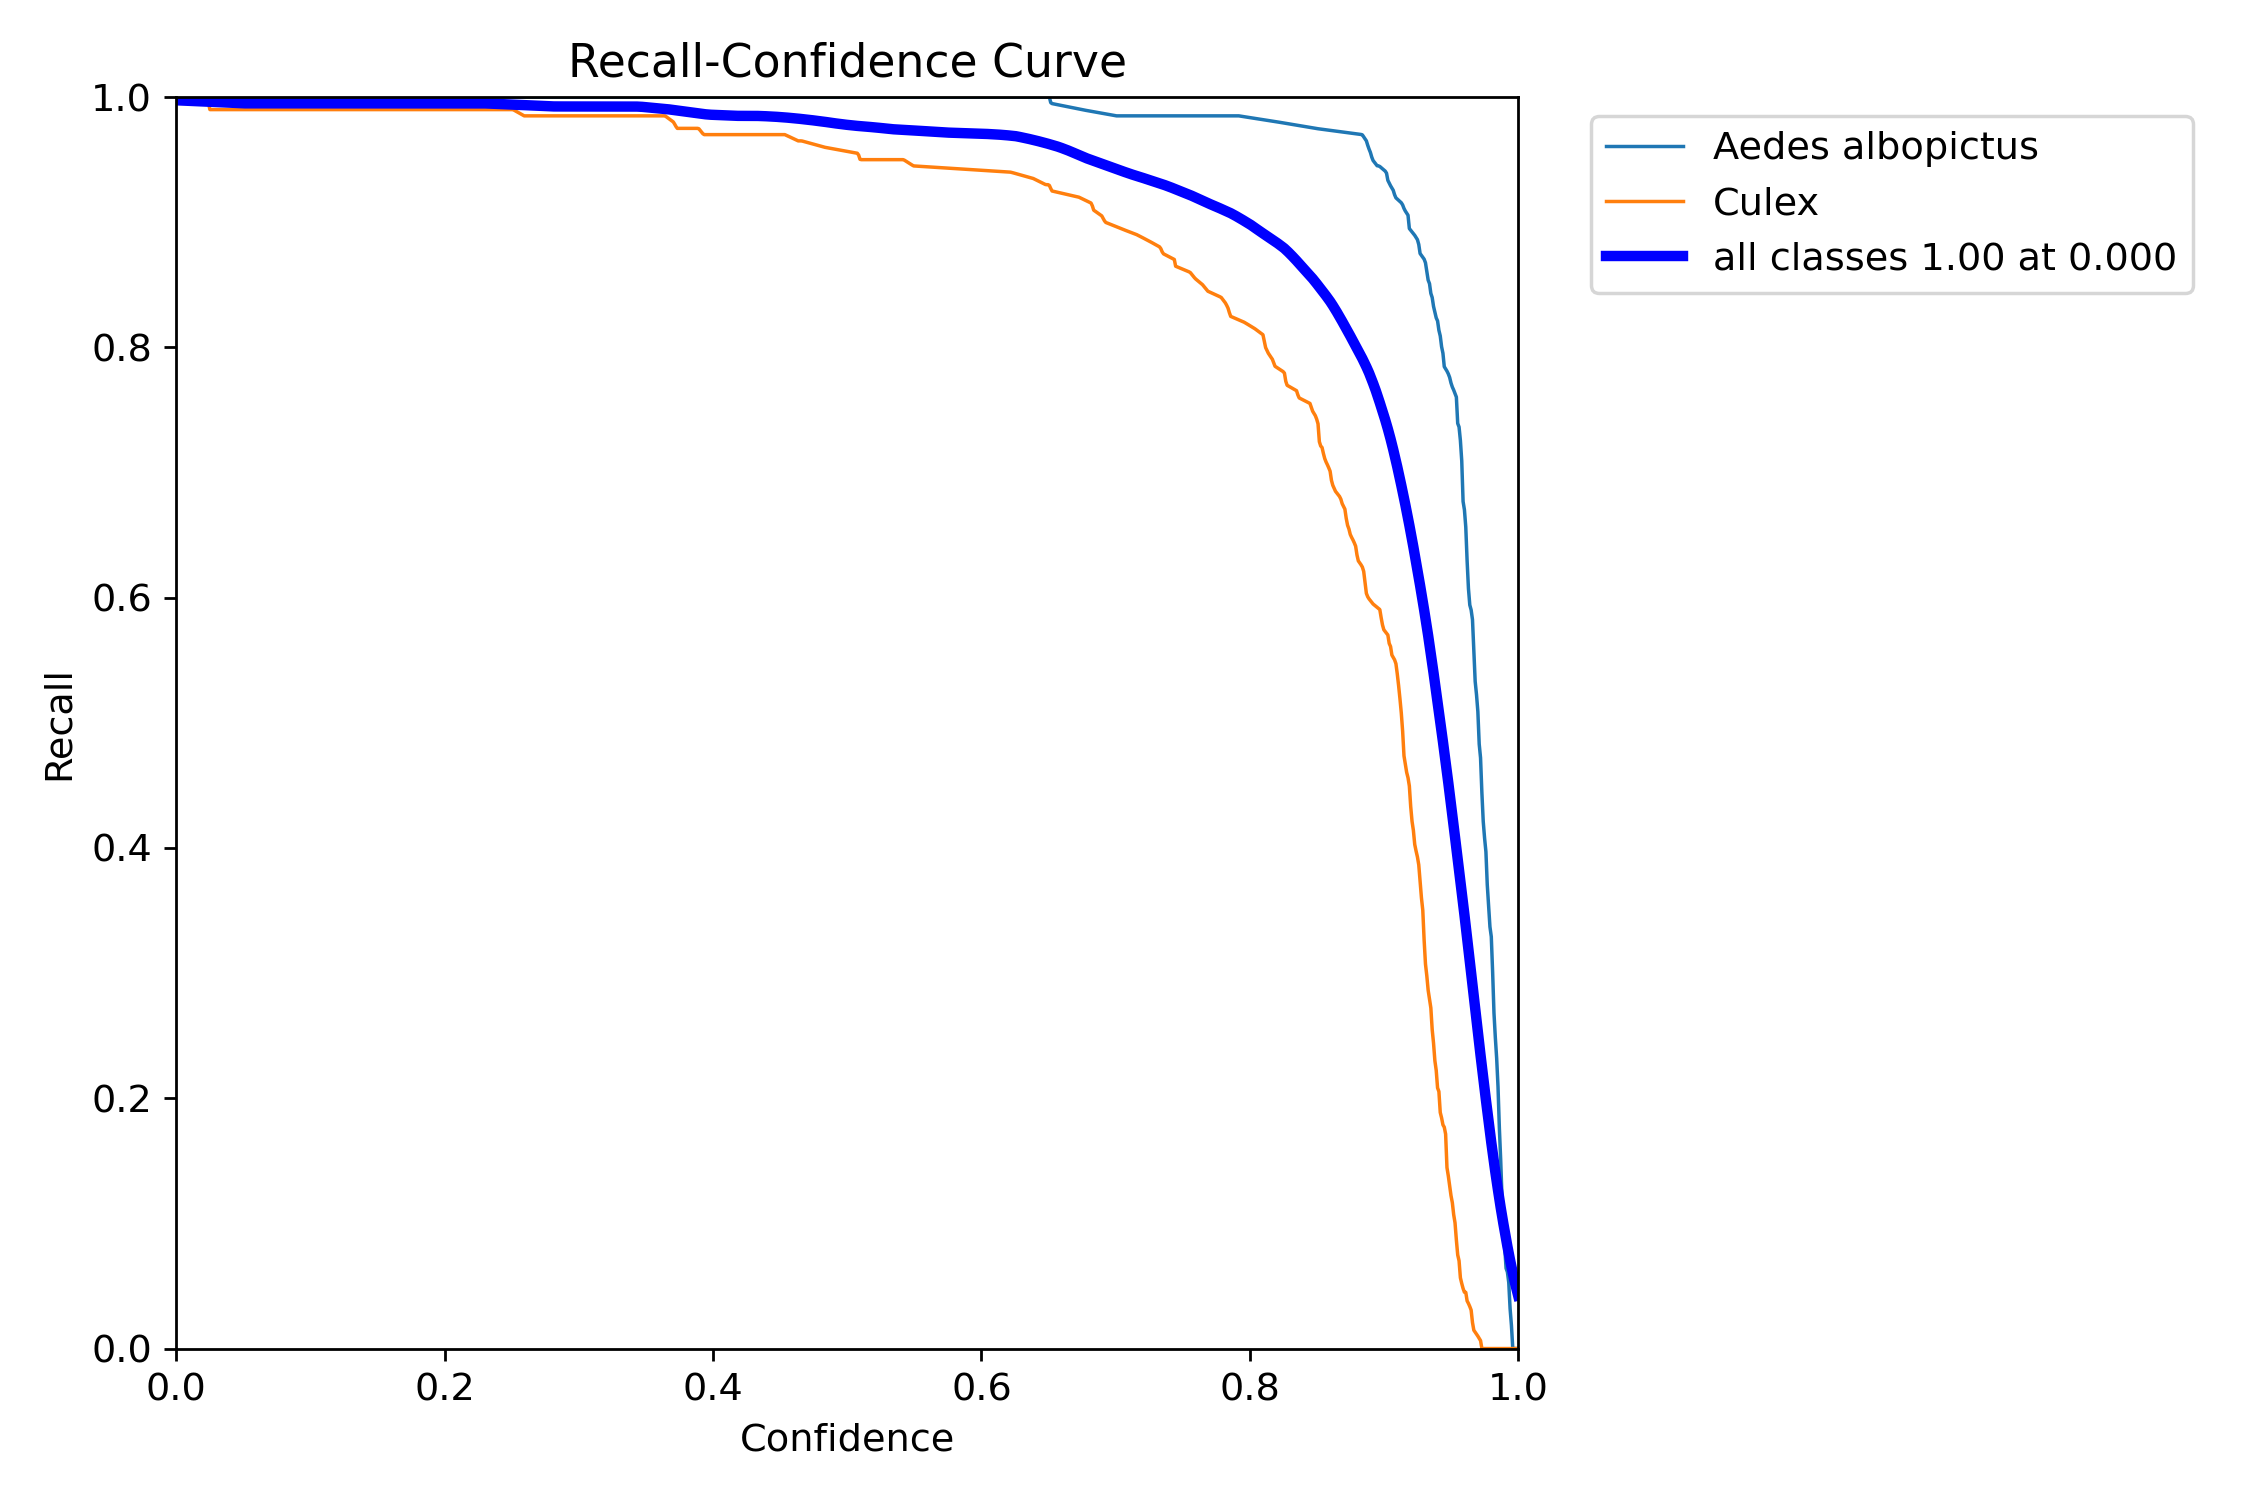 Recall-Confidence Curve
1.0
0.8
0.6
0.4
0.2
0.0
Recall
0.0 0.2 0.4 0.6 0.8 1.0
Confidence
Aedes albopictus
Culex
all classes 1.00 at 0.000